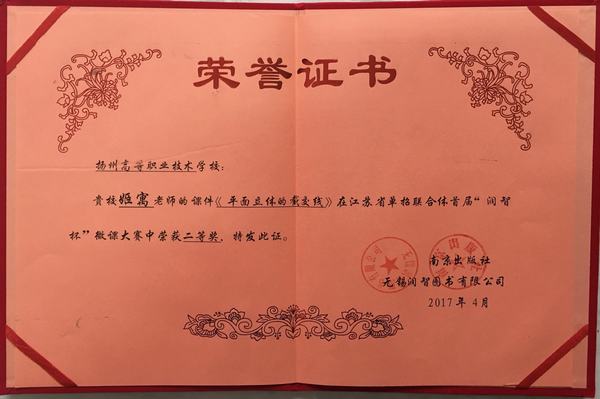 荣誉证书
扬州高等职业技术学校：
贵校姬寓老师的课件《平面立体的截交线》在江苏省单招联合体首届“润智
杯”微课大赛中荣获二等奖，特发此证。
南京出版社
无锡润智图书有限公司
2017年4月